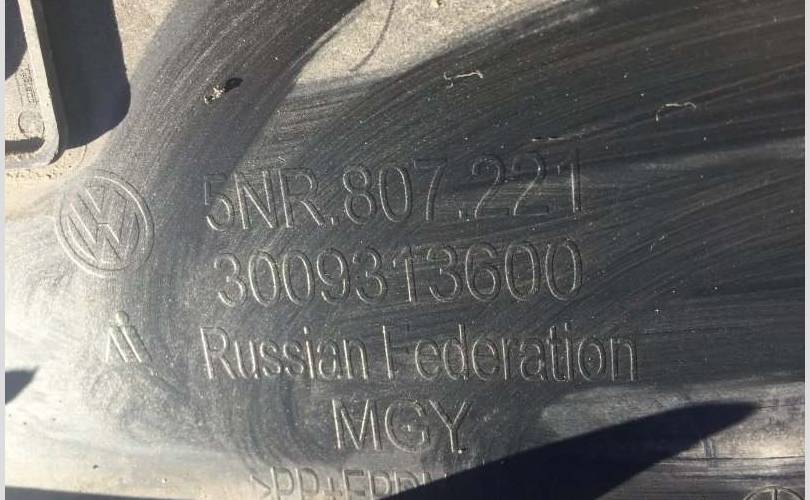 5NR.807.221
3009313600
Russian Federation
MGY